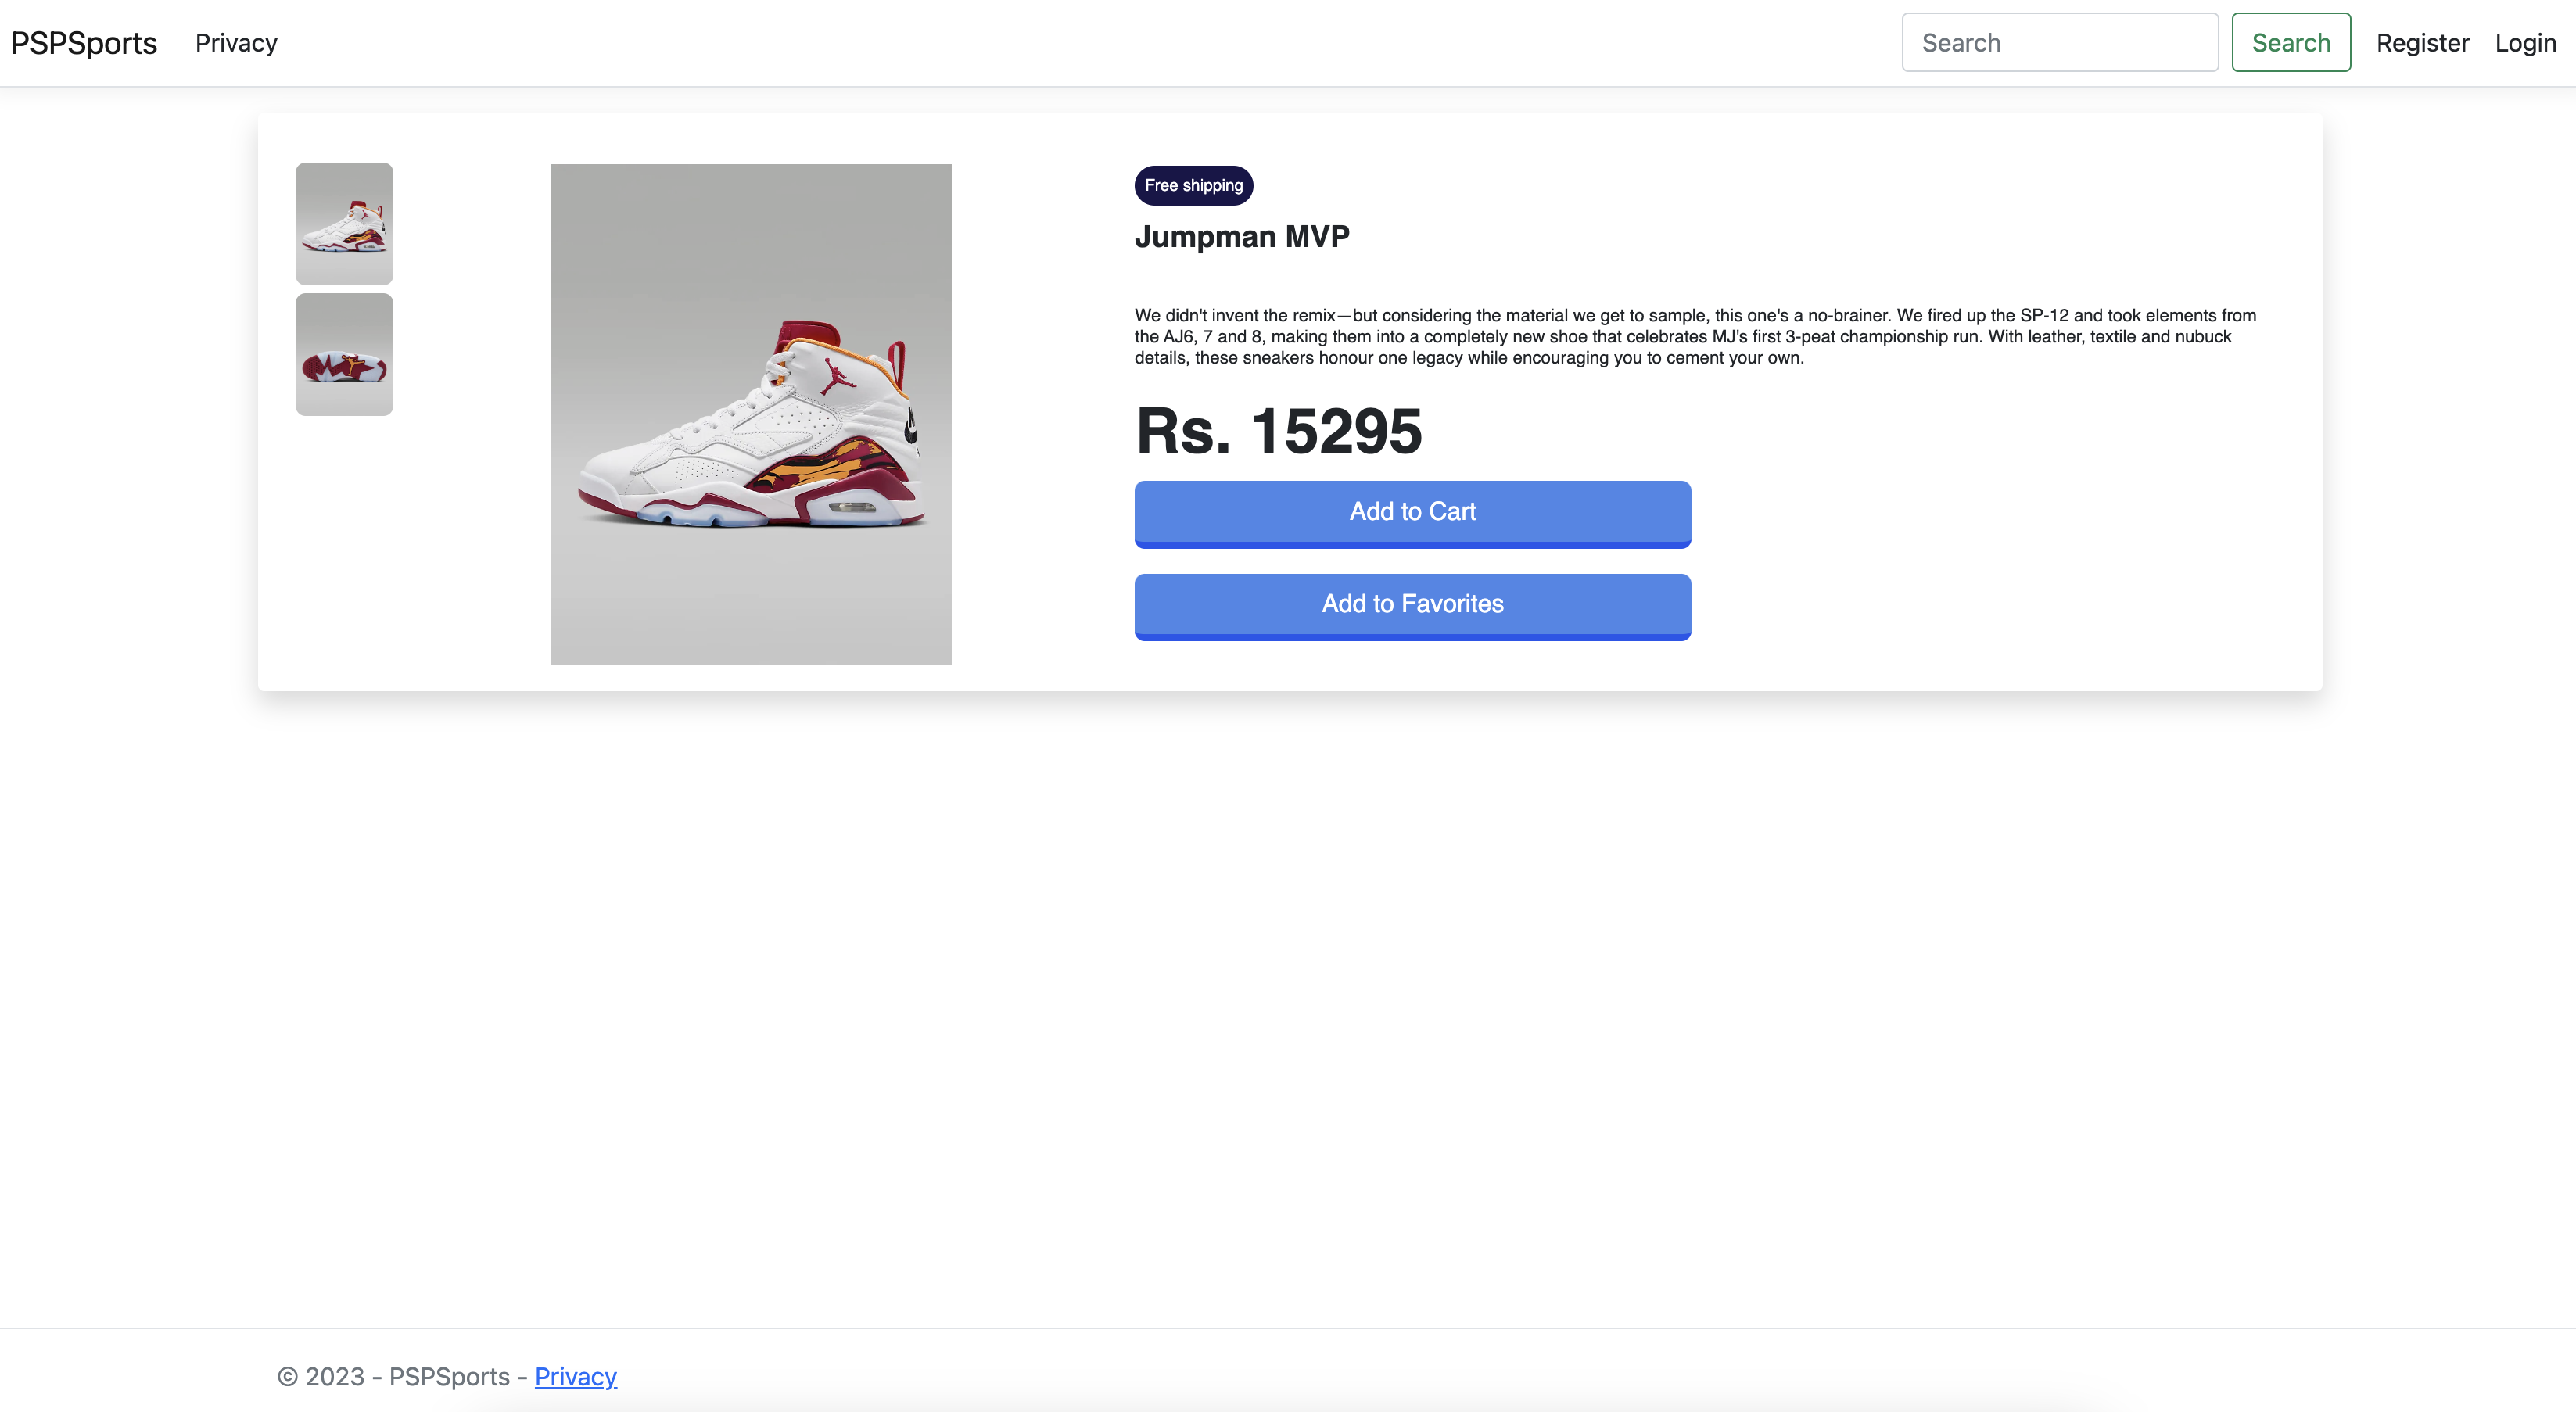 PSPSports
Privacy
Search
Search
Register
Login
Free shipping
Jumpman MVP
We didn't invent the remix—but considering the material we get to sample, this one's a no-brainer. We fired up the SP-12 and took elements from
the AJ6, 7 and 8, making them into a completely new shoe that celebrates MJ's first 3-peat championship run. With leather, textile and nubuck
details, these sneakers honour one legacy while encouraging you to cement your own.
Rs. 15295
Add to Cart
Add to Favorites
© 2023 - PSPSports - Privacy